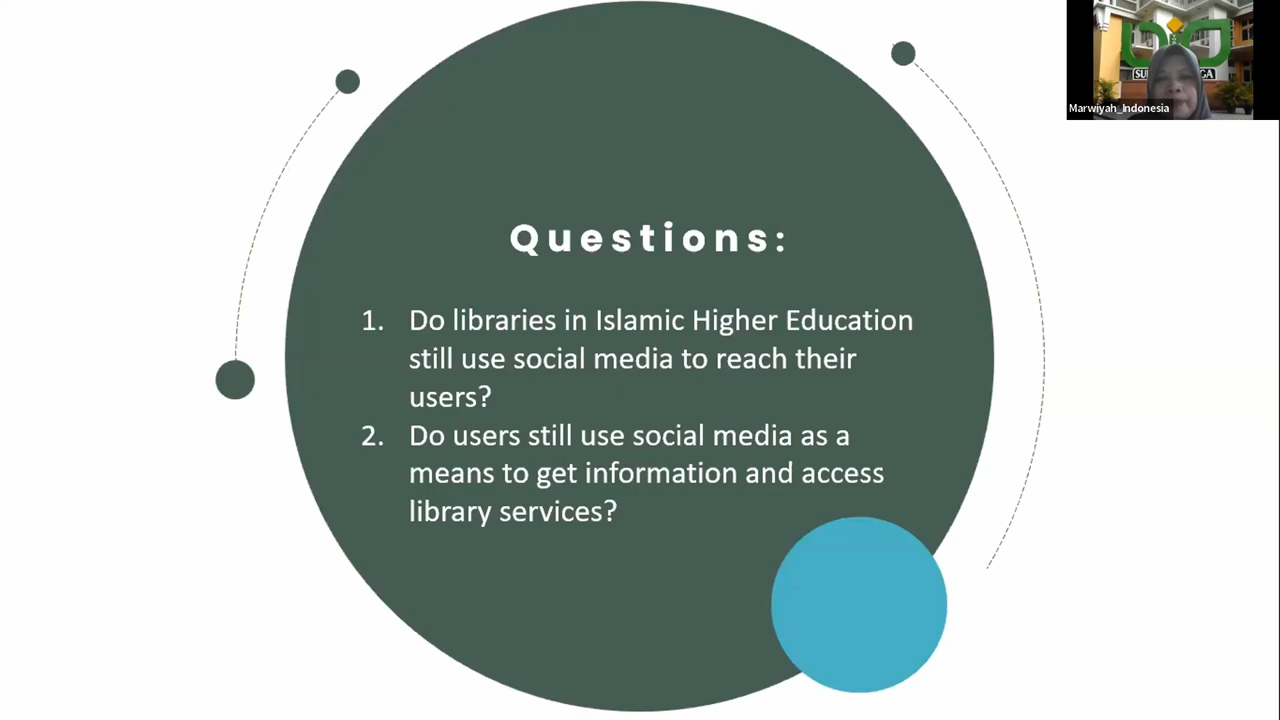 Questions:
1. Do libraries in Islamic Higher Education
still use social media to reach their
users?
2. Do users still use social media as a
means to get information and access
library services?
Marwiyah_Indonesia